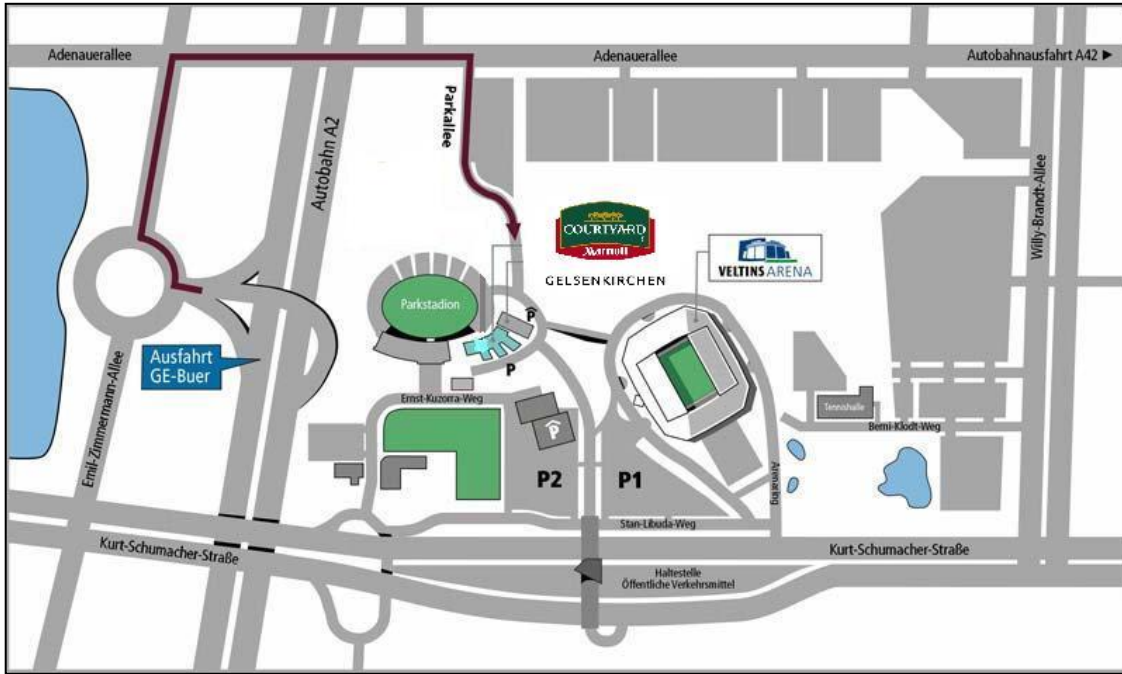 Adenauerallee
Adenauerallee
Autobahnausfahrt A42
Parkallee
Autobahn A2
Willy-Brandt-Allee
COURTYARD
Marriott
GELSENKIRCHEN
VELTINS ARENA
Parkstadion
P
P
Ausfahrt
GE-Buer
Emil-Zimmermann-Allee
Ernst-Kuzorra-Weg
Tennishalle
Berni-Klodt-Weg
P
P2
P1
Arenaring
Stan-Libuda-Weg
Kurt-Schumacher-Straße
Kurt-Schumacher-Straße
Haltestelle
Öffentliche Verkehrsmittel